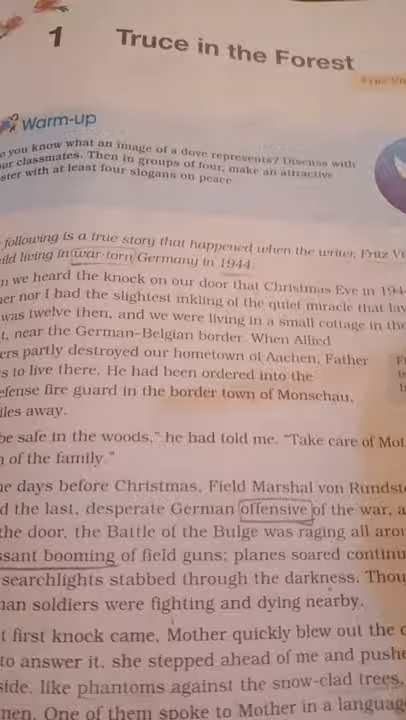 1 Truce in the Forest
Warm-up
you know what an image of a dove represents? Discuss with
ur classmates. Then in groups of four, make an attractive
ster with at least four slogans on peace
following is a true story that happened when the writer, Fritz Vi
ild living in war-torn Germany in 1944.
n we heard the knock on our door that Christmas Eve in 194
her nor I had the slightest inkling of the quiet miracle that lay
was twelve then, and we were living in a small cottage in the
t, near the German–Belgian border. When Allied
ers partly destroyed our hometown of Aachen, Father
s to live there. He had been ordered into the
efense fire guard in the border town of Monschau,
iles away.
be safe in the woods," he had told me. "Take care of Mot
n of the family."
e days before Christmas, Field Marshal von Rundste
d the last, desperate German offensive of the war, a
the door, the Battle of the Bulge was raging all arou
ssant booming of field guns; planes soared continu
searchlights stabbed through the darkness. Thou
man soldiers were fighting and dying nearby.
t first knock came, Mother quickly blew out the c
to answer it, she stepped ahead of me and pushe
side, like phantoms against the snow-clad trees,
men. One of them spoke to Mother in a language